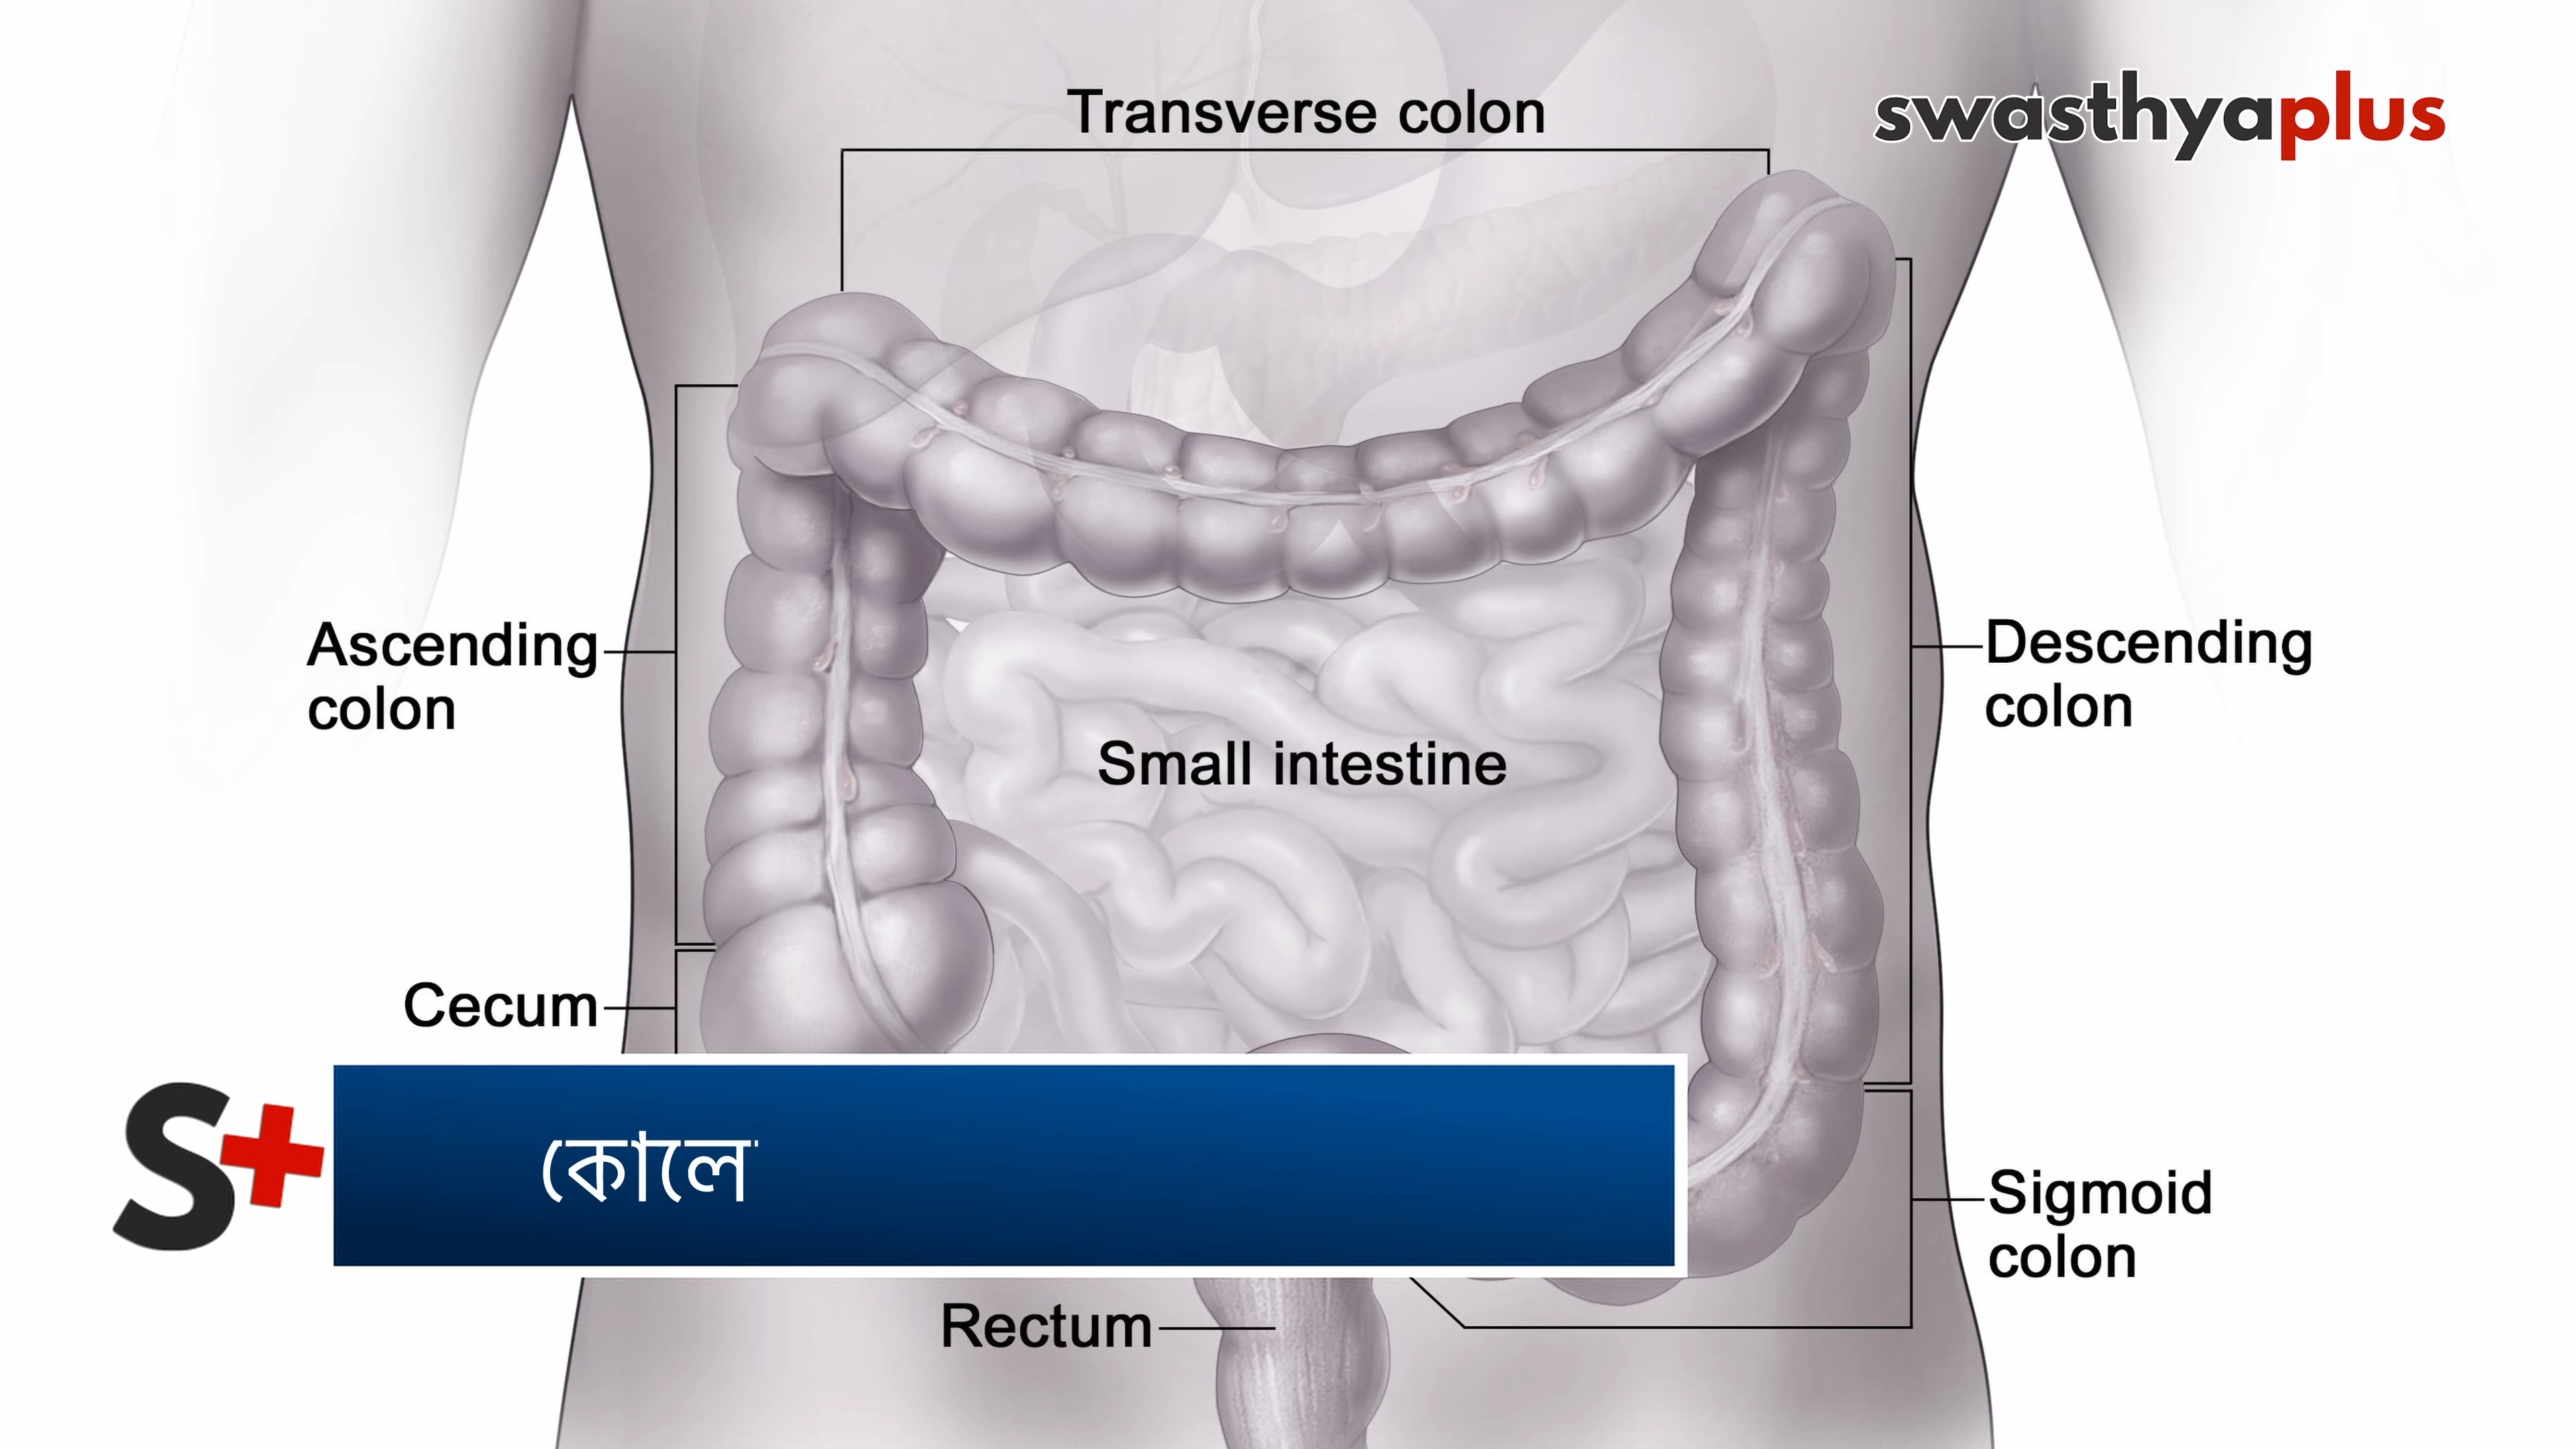 Transverse colon
swasthyaplus
Ascending
colon
Descending
colon
Small intestine
Cecum
S+
কোলে
Sigmoid
colon
Rectum